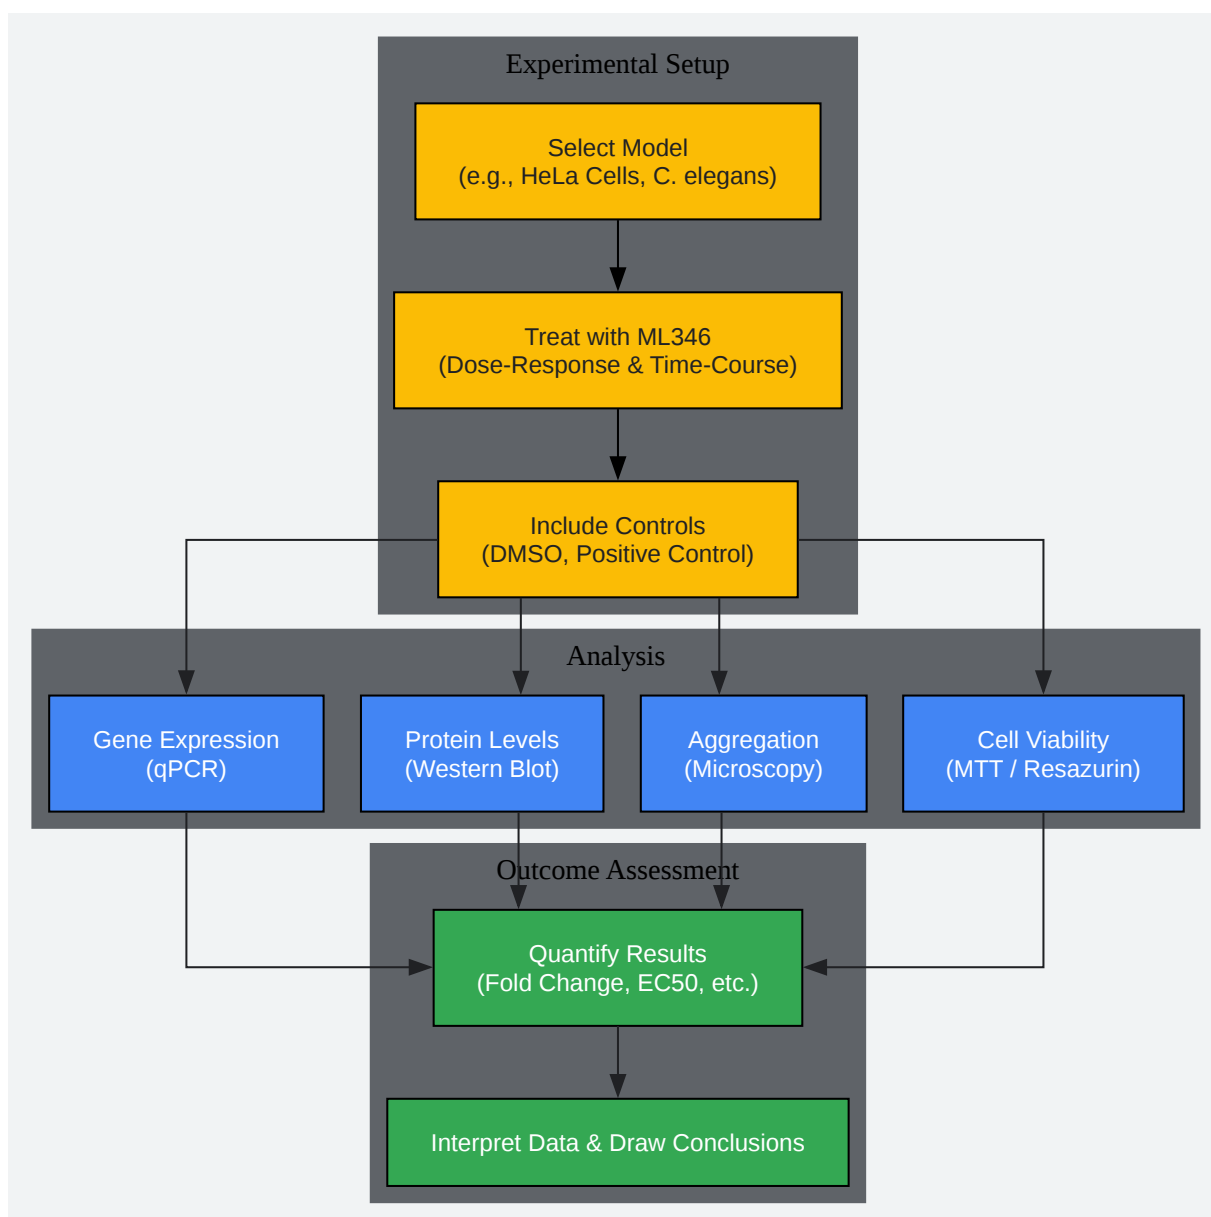 Experimental Setup
Select Model
(e.g., HeLa Cells, C. elegans)
Treat with ML346
(Dose-Response & Time-Course)
Include Controls
(DMSO, Positive Control)
Analysis
Gene Expression
(qPCR)
Protein Levels
(Western Blot)
Aggregation
(Microscopy)
Cell Viability
(MTT / Resazurin)
Outcome Assessment
Quantify Results
(Fold Change, EC50, etc.)
Interpret Data & Draw Conclusions